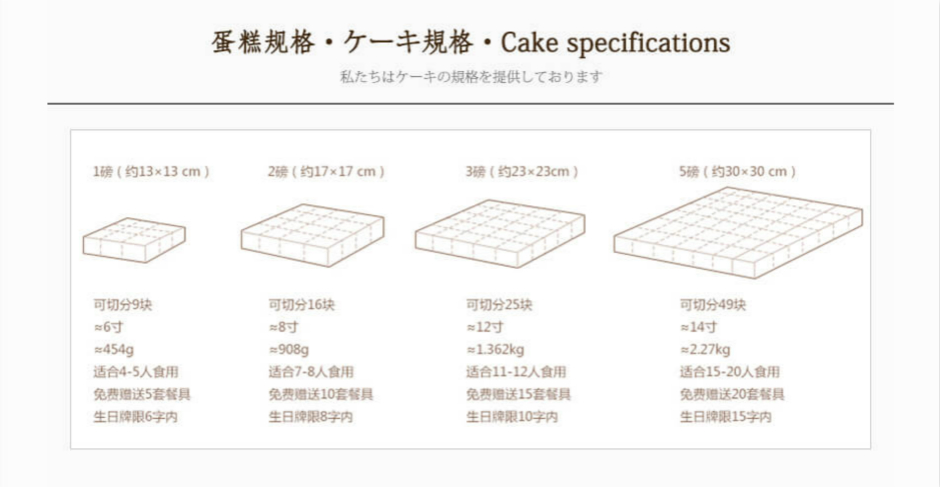 蛋糕规格・ケーキ規格・Cake specifications
私たちはケーキの規格を提供しております
1磅 ( 约13×13 cm )
2磅 ( 约17×17 cm )
3磅 ( 约23×23cm )
5磅 ( 约30×30 cm )
可切分9块
≈6寸
≈454g
适合4-5人食用
免费赠送5套餐具
生日牌限6字内
可切分16块
≈8寸
≈908g
适合7-8人食用
免费赠送10套餐具
生日牌限8字内
可切分25块
≈12寸
≈1.362kg
适合11-12人食用
免费赠送15套餐具
生日牌限10字内
可切分49块
≈14寸
≈2.27kg
适合15-20人食用
免费赠送20套餐具
生日牌限15字内